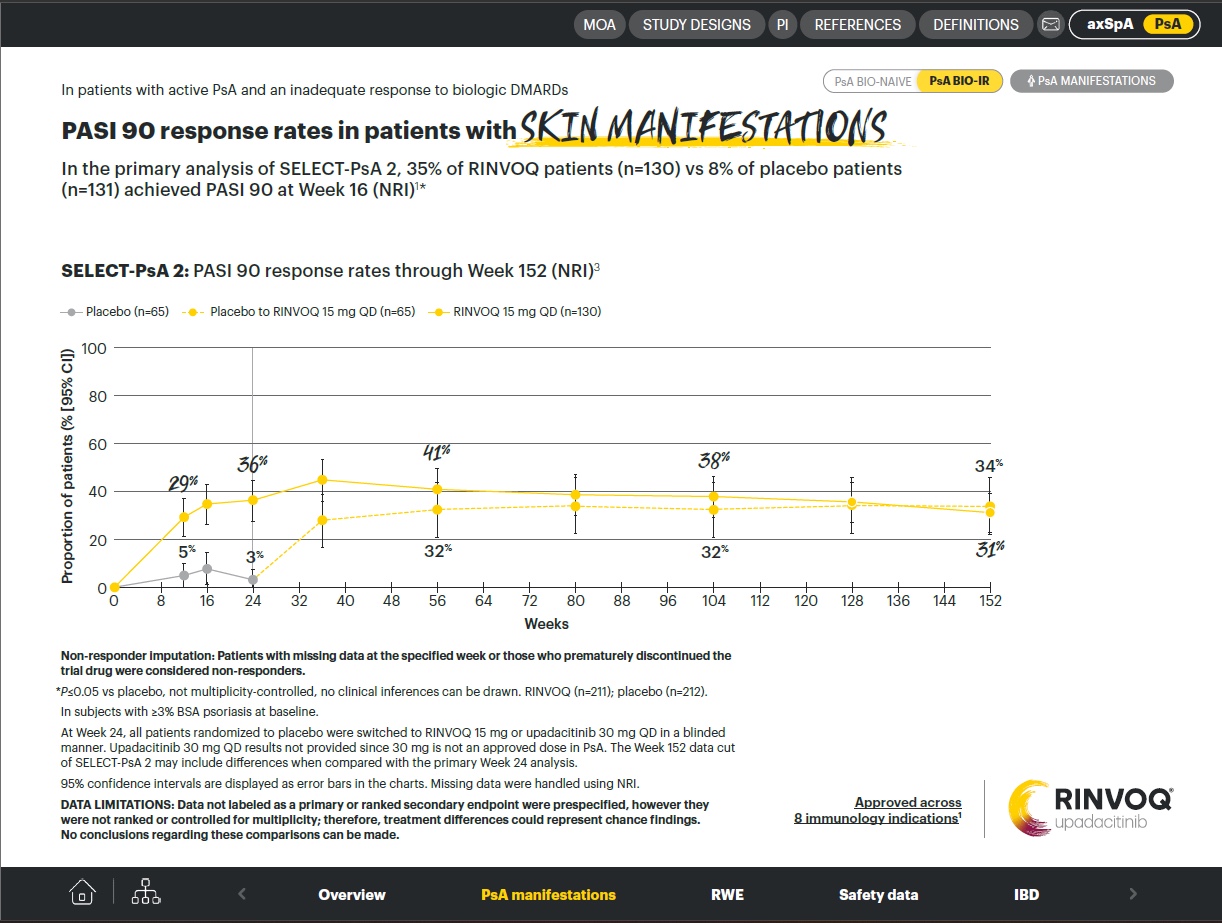 MOA STUDY DESIGNS PI REFERENCES DEFINITIONS axSpA PsA
PsA BIO-NAIVE PsA BIO-IR PsA MANIFESTATIONS
In patients with active PsA and an inadequate response to biologic DMARDs
PASI 90 response rates in patients with SKIN MANIFESTATIONS
In the primary analysis of SELECT-PsA 2, 35% of RINVOQ patients (n=130) vs 8% of placebo patients
(n=131) achieved PASI 90 at Week 16 (NRI)¹*
SELECT-PsA 2: PASI 90 response rates through Week 152 (NRI)³
Placebo (n=65) Placebo to RINVOQ 15 mg QD (n=65) RINVOQ 15 mg QD (n=130)
Proportion of patients (% [95% CI])
100
80
60
40
20
0
29% 36% 41% 38% 34%
5% 3% 32% 32% 31%
0 8 16 24 32 40 48 56 64 72 80 88 96 104 112 120 128 136 144 152
Weeks
Non-responder imputation: Patients with missing data at the specified week or those who prematurely discontinued the
trial drug were considered non-responders.
*P≤0.05 vs placebo, not multiplicity-controlled, no clinical inferences can be drawn. RINVOQ (n=211); placebo (n=212).
In subjects with ≥3% BSA psoriasis at baseline.
At Week 24, all patients randomized to placebo were switched to RINVOQ 15 mg or upadacitinib 30 mg QD in a blinded
manner. Upadacitinib 30 mg QD results not provided since 30 mg is not an approved dose in PsA. The Week 152 data cut
of SELECT-PsA 2 may include differences when compared with the primary Week 24 analysis.
95% confidence intervals are displayed as error bars in the charts. Missing data were handled using NRI.
DATA LIMITATIONS: Data not labeled as a primary or ranked secondary endpoint were prespecified, however they
were not ranked or controlled for multiplicity; therefore, treatment differences could represent chance findings.
No conclusions regarding these comparisons can be made.
Approved across
8 immunology indications¹
RINVOQ®
upadacitinib
Overview PsA manifestations RWE Safety data IBD